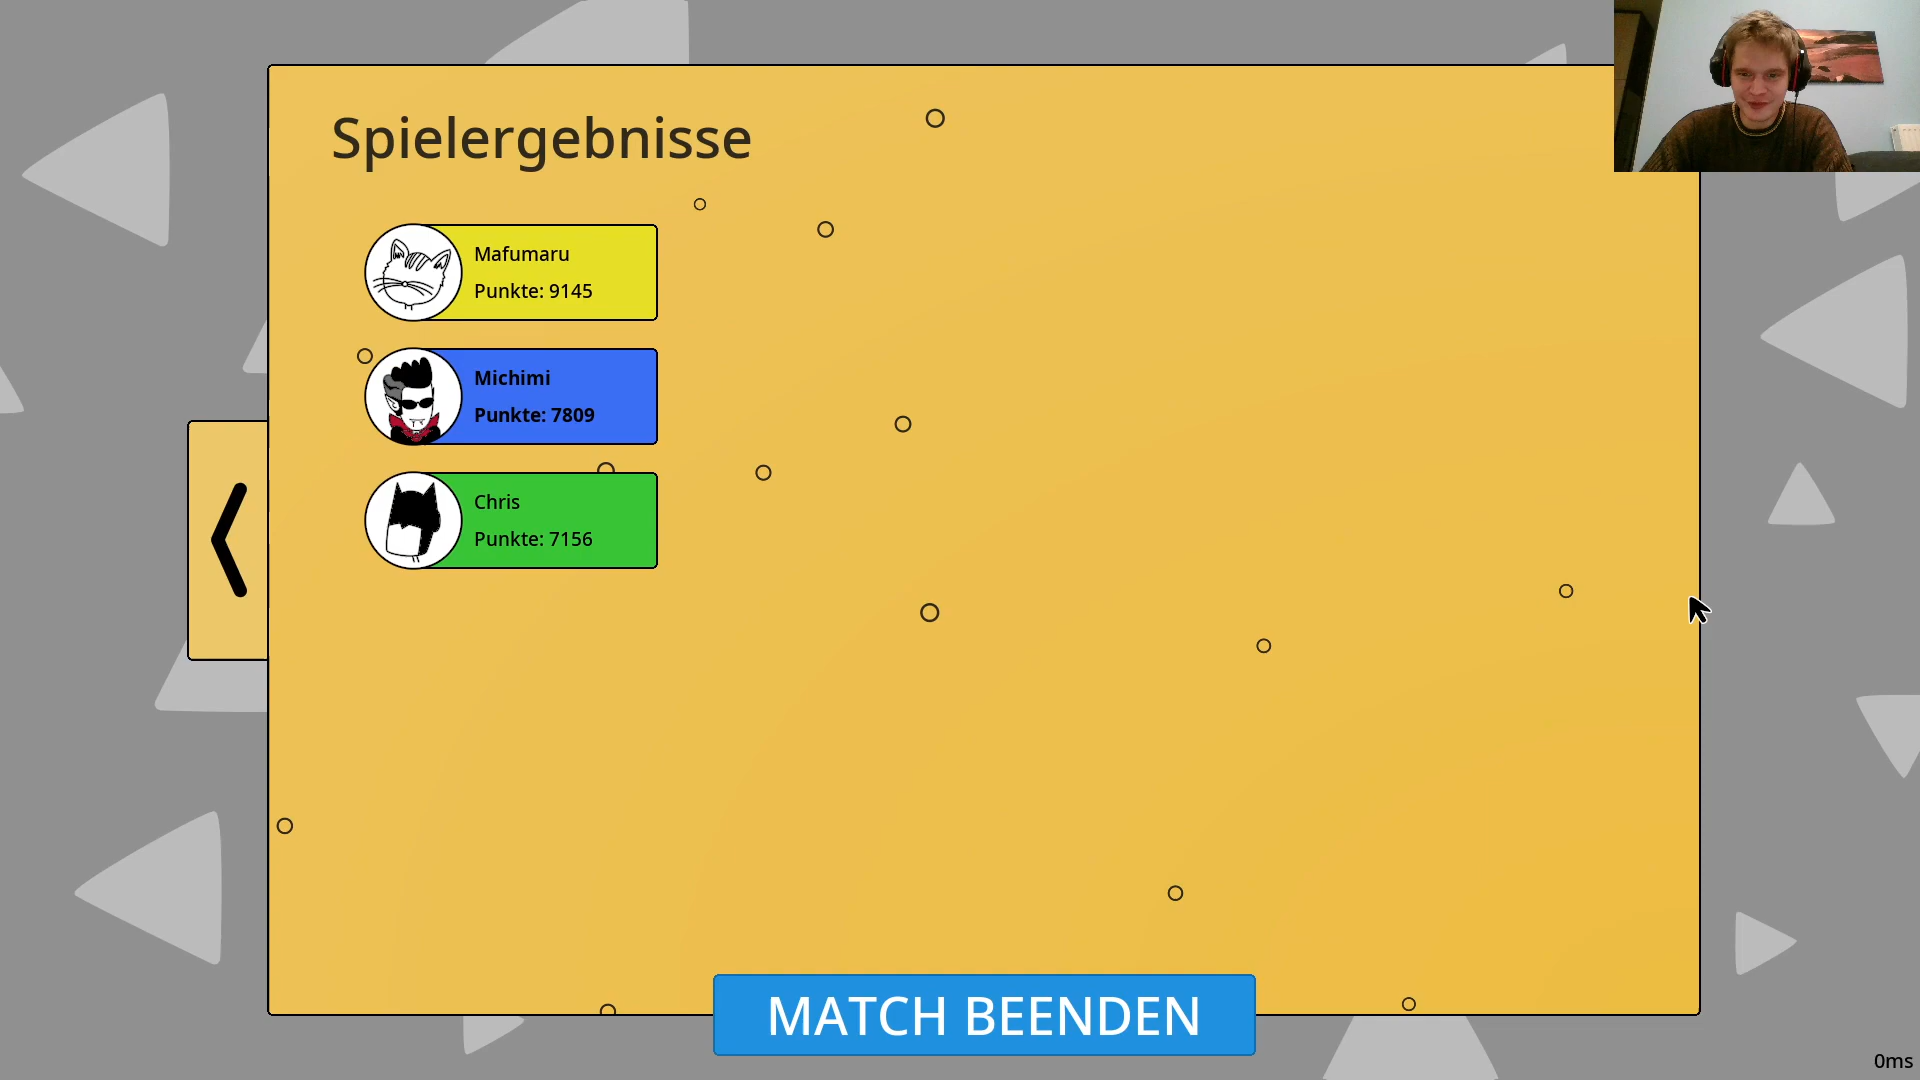 Spielergebnisse
Mafumaru
Punkte: 9145
Michimi
Punkte: 7809
Chris
Punkte: 7156
MATCH BEENDEN
0ms